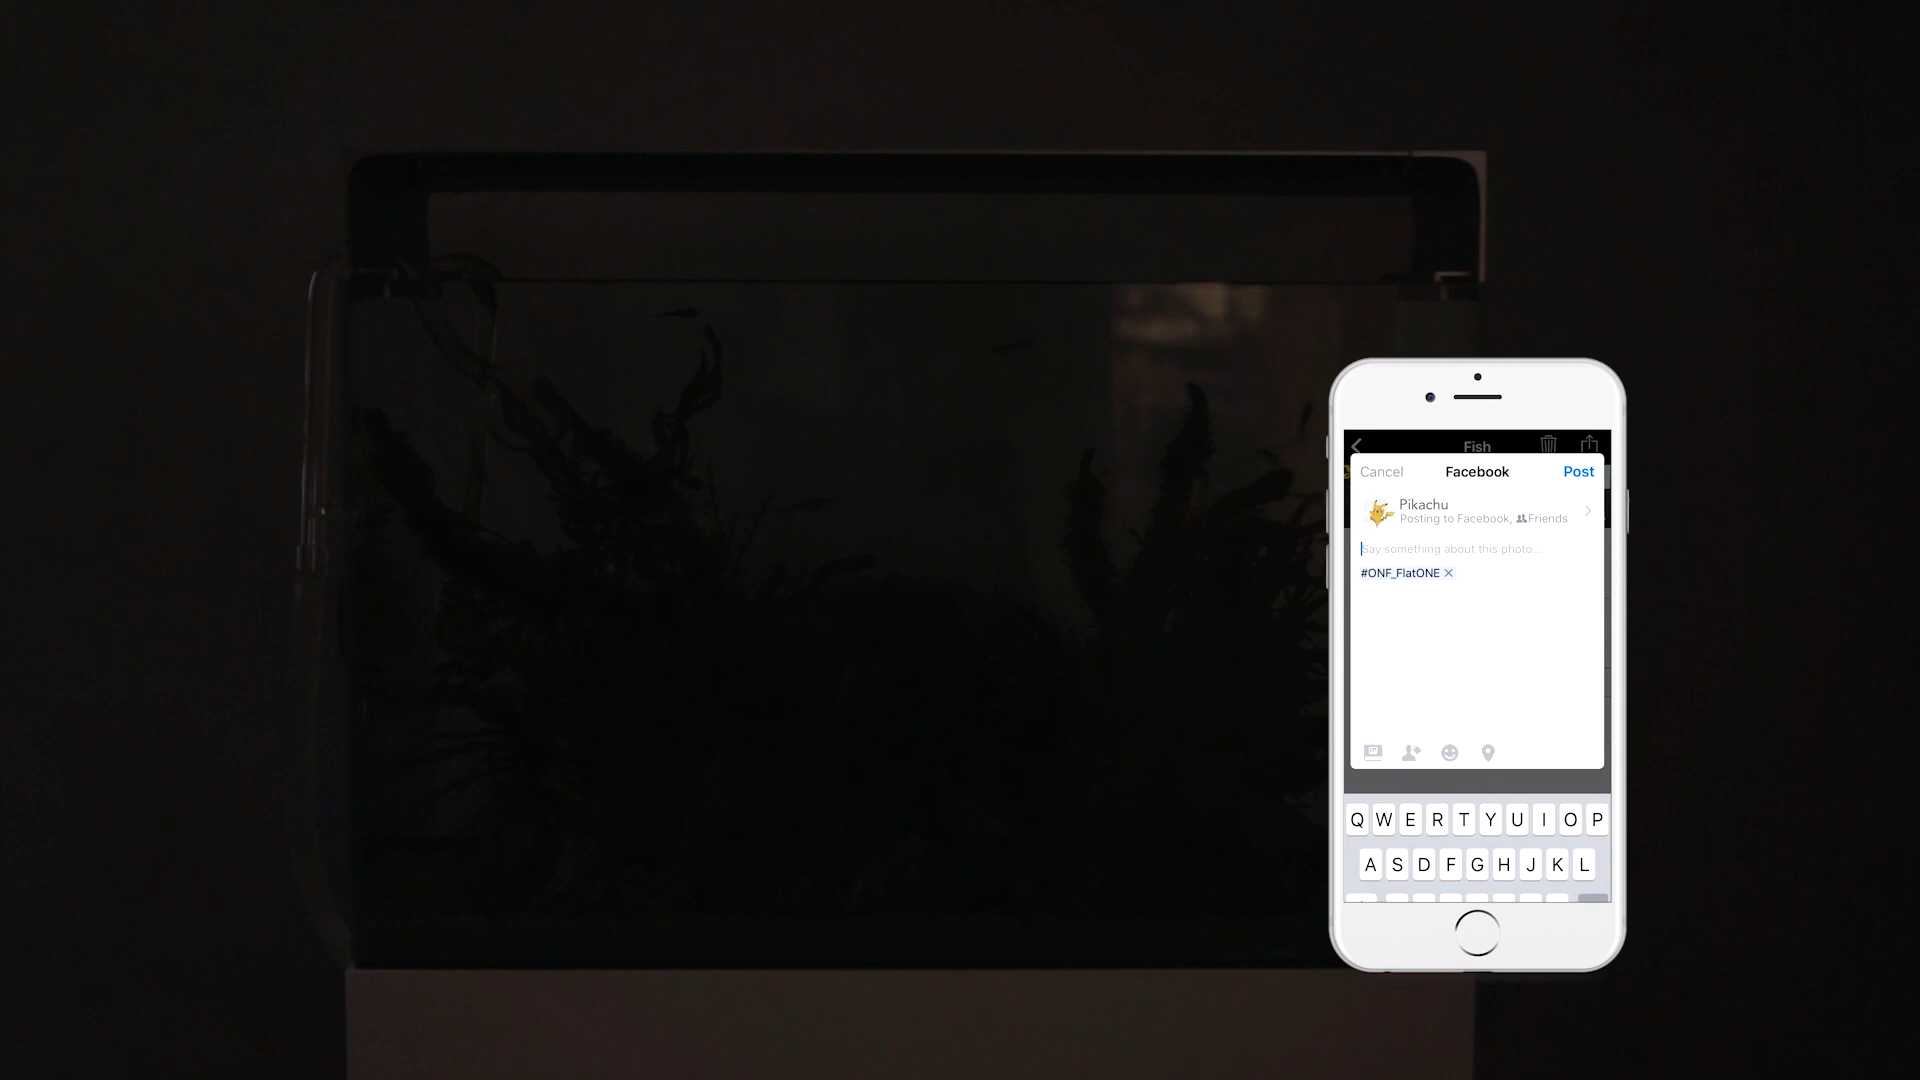 Fish
Cancel Facebook Post
Pikachu
Posting to Facebook, Friends
Say something about this photo...
#ONF_FlatONE
Q W E R T Y U I O P
A S D F G H J K L